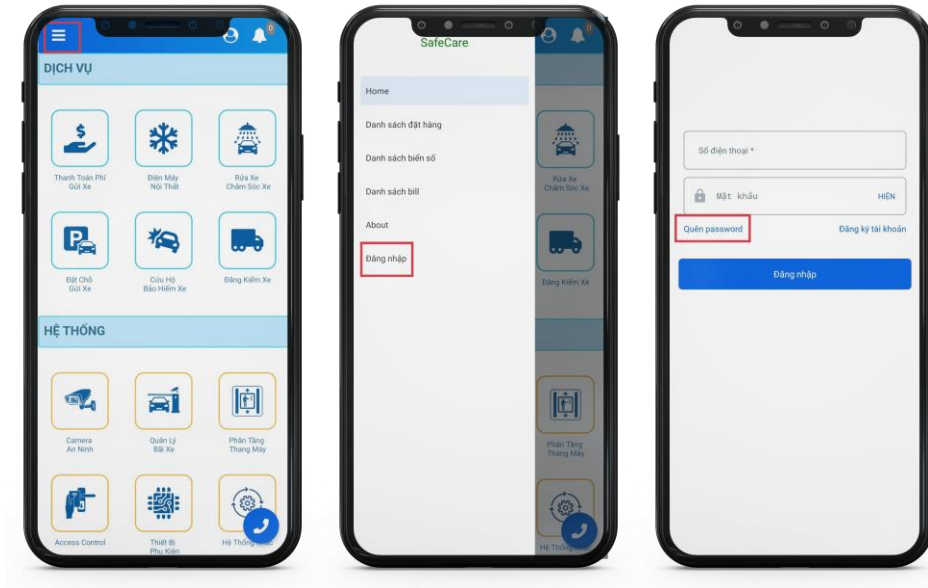 0
DỊCH VỤ
Thanh Toán Phí
Gửi Xe
Điện Máy
Nội Thất
Rửa Xe
Chăm Sóc Xe
Đặt Chỗ
Gửi Xe
Cứu Hộ
Bảo Hiểm Xe
Đăng Kiểm Xe
HỆ THỐNG
Camera
An Ninh
Quản Lý
Bãi Xe
Phân Tầng
Thang Máy
Access Control
Thiết Bị
Phụ Kiện
Hệ Thống Khác
SafeCare
Home
Danh sách đặt hàng
Danh sách biển số
Danh sách bill
About
Đăng nhập
0
Rửa Xe
Chăm Sóc Xe
Đăng Kiểm Xe
Phân Tầng
Thang Máy
Hệ Thống Khác
Số điện thoại *
Mật khẩu
HIỆN
Quên password
Đăng ký tài khoản
Đăng nhập